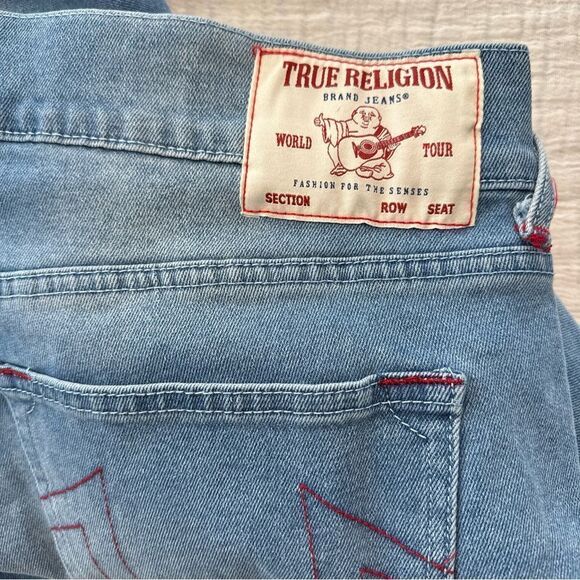 TRUE RELIGION
BRAND JEANS®
WORLD TOUR
FASHION FOR THE SENSES
SECTION ROW SEAT